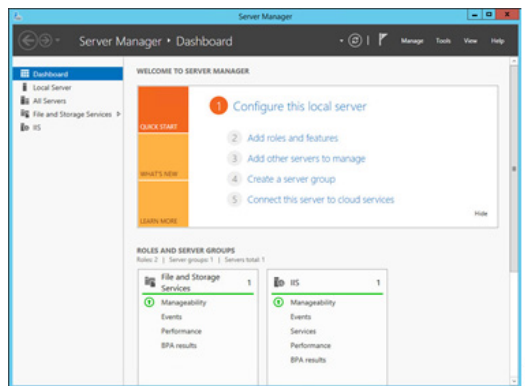 Server Manager
Server Manager • Dashboard
Manage Tools View Help
Dashboard
Local Server
All Servers
File and Storage Services
IIS
WELCOME TO SERVER MANAGER
QUICK START
WHAT'S NEW
LEARN MORE
1 Configure this local server
2 Add roles and features
3 Add other servers to manage
4 Create a server group
5 Connect this server to cloud services
Hide
ROLES AND SERVER GROUPS
Roles: 2 | Server groups: 1 | Servers total: 1
File and Storage Services 1
Manageability
Events
Performance
BPA results
IIS 1
Manageability
Events
Services
Performance
BPA results